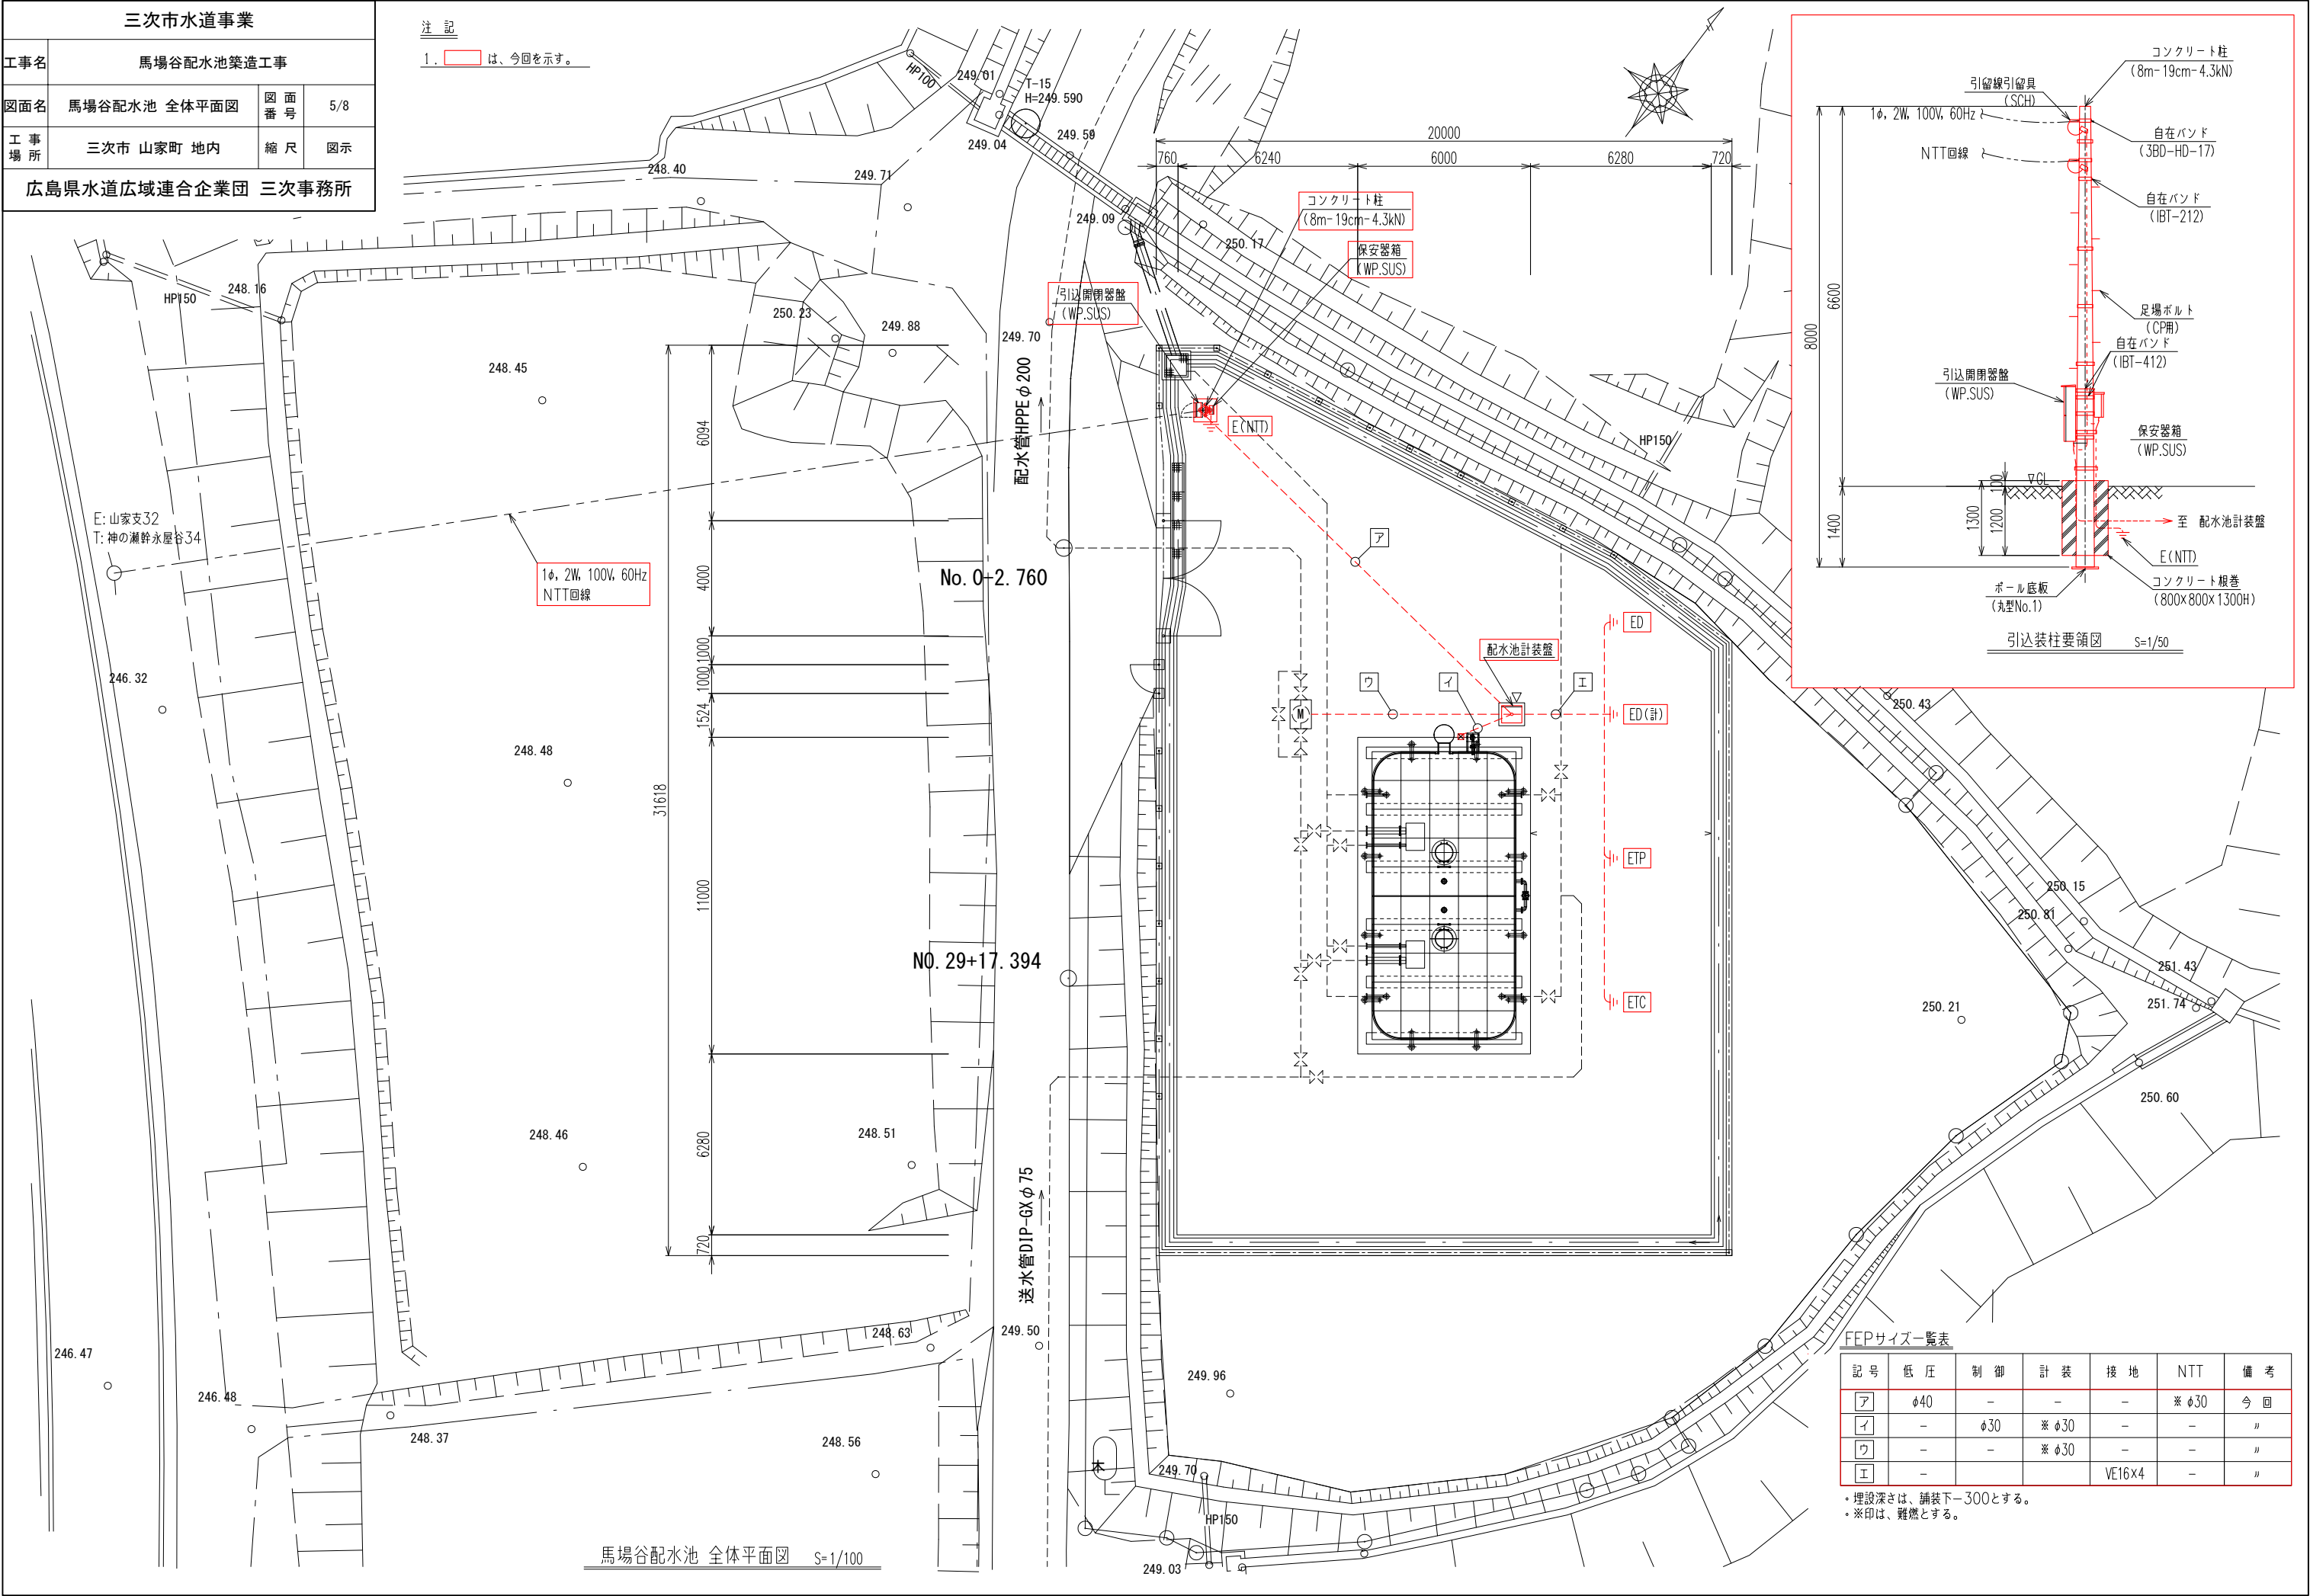 三次市水道事業
工事名 馬場谷配水池築造工事
図面名 馬場谷配水池 全体平面図 図面番号 5/8
工事場所 三次市 山家町 地内 縮尺 図示
広島県水道広域連合企業団 三次事務所
注 記
1. は、今回を示す。
HP100
249.01
T-15
H=249.590
249.59
249.04
248.40
249.71
249.09
250.17
20000
760
6240
6000
6280
720
コンクリート柱
(8m-19cm-4.3kN)
保安器箱
(WP.SUS)
引込開閉器盤
(WP.SUS)
HP150
248.16
250.23
249.88
249.70
248.45
配水管HPPEφ200
E(NTT)
HP150
E:山家支32
T:神の瀬幹永屋谷34
1φ, 2W, 100V, 60Hz
NTT回線
6094
4000
1000
1000
1524
11000
6280
720
31618
No.0+2.760
NO.29+17.394
ア
配水池計装盤
ウ
イ
エ
M
ED
ED(計)
ETP
ETC
246.32
248.48
248.46
248.51
送水管DIP-GXφ75
250.43
250.15
250.81
251.43
251.74
250.21
250.60
246.47
246.48
248.63
249.50
248.37
248.56
249.96
木
249.70
HP150
249.03
馬場谷配水池 全体平面図 S=1/100
コンクリート柱
(8m-19cm-4.3kN)
引留線引留具
(SCH)
1φ, 2W, 100V, 60Hz
自在バンド
(3BD-HD-17)
NTT回線
自在バンド
(IBT-212)
8000
6600
足場ボルト
(CP用)
自在バンド
(IBT-412)
引込開閉器盤
(WP.SUS)
保安器箱
(WP.SUS)
▽GL
100
1300
1200
1400
至 配水池計装盤
E(NTT)
コンクリート根巻
(800×800×1300H)
ポール底板
(丸型No.1)
引込装柱要領図 S=1/50
FEPサイズ一覧表
記号 低圧 制御 計装 接地 NTT 備考
ア φ40 - - - ※φ30 今回
イ - φ30 ※φ30 - - 〃
ウ - - ※φ30 - - 〃
エ - VE16×4 - 〃
・埋設深さは、舗装下-300とする。
・※印は、難燃とする。